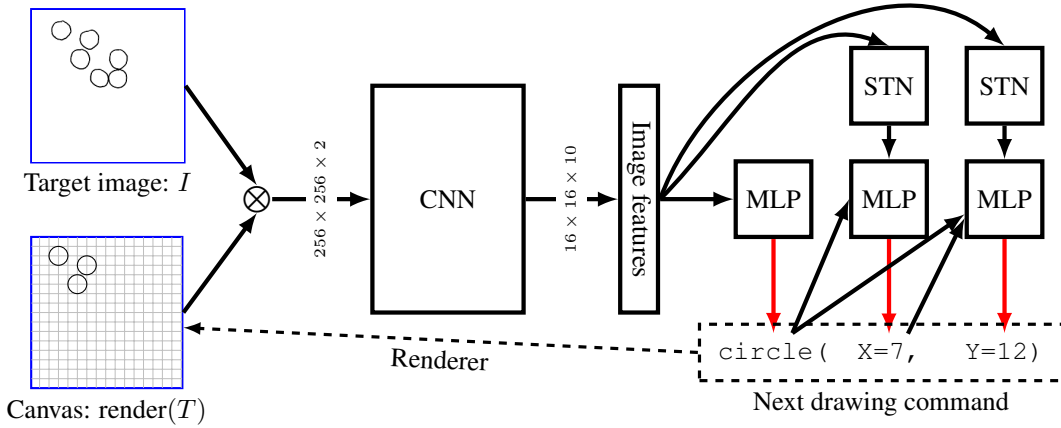 Target image: I
Canvas: render(T)
256 × 256 × 2
CNN
16 × 16 × 10
Image features
STN
STN
MLP
MLP
MLP
circle( X=7, Y=12)
Renderer
Next drawing command